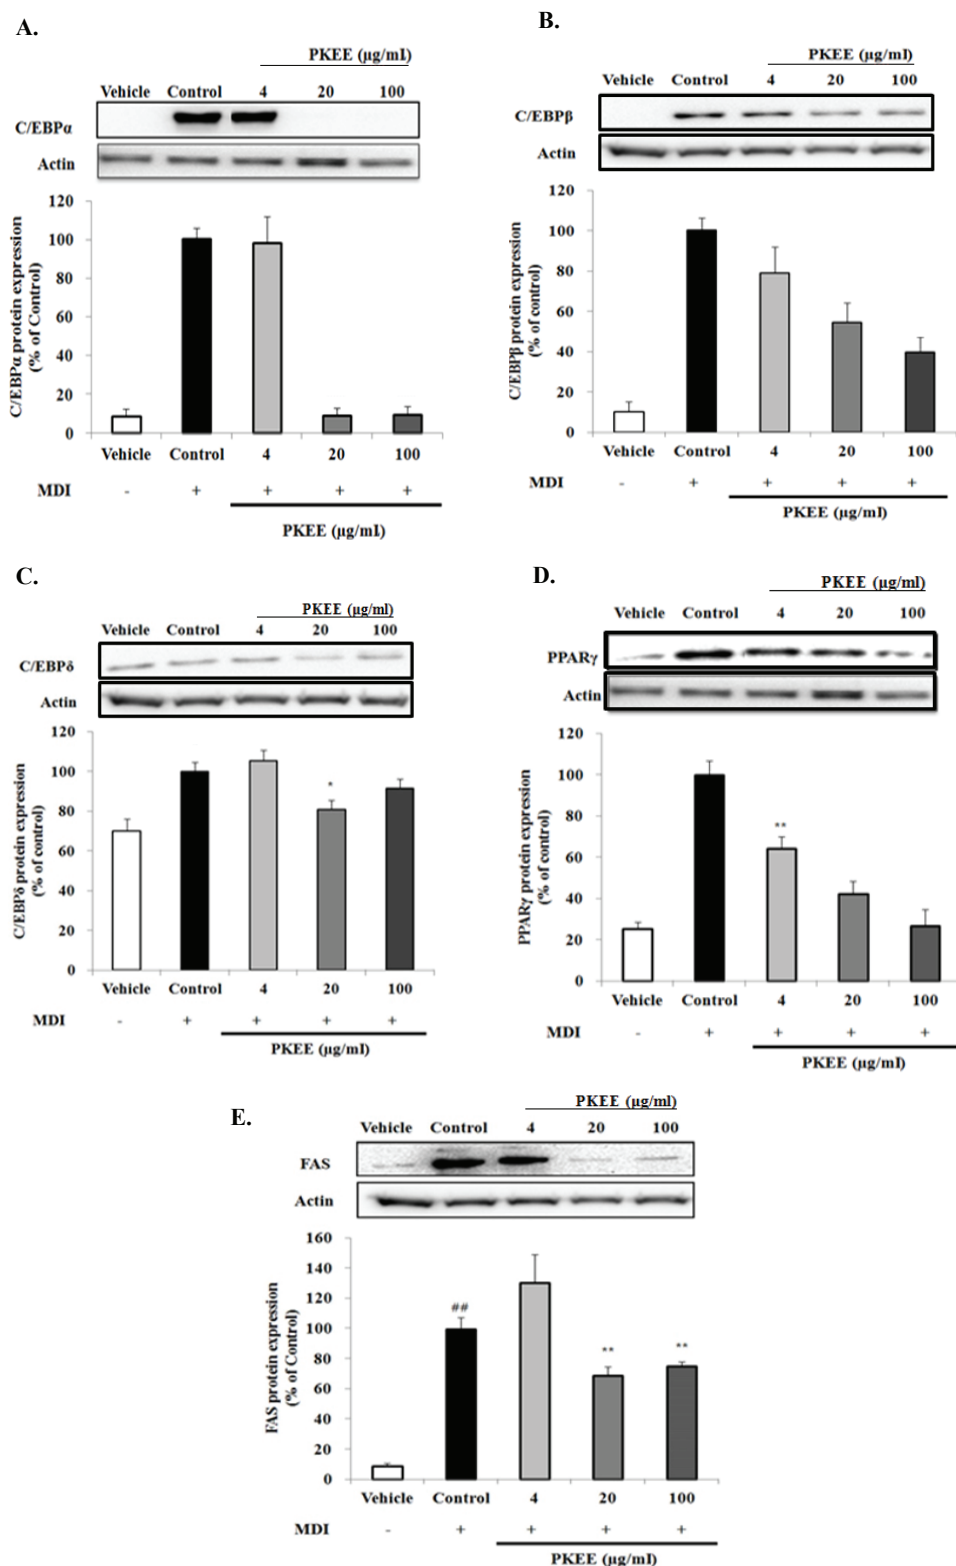 A.
PKEE (μg/ml)
Vehicle Control 4 20 100
C/EBPα
Actin
C/EBPα protein expression
(% of Control)
120
100
80
60
40
20
0
Vehicle Control 4 20 100
MDI - + + + +
PKEE (μg/ml)
B.
PKEE (μg/ml)
Vehicle Control 4 20 100
C/EBPβ
Actin
C/EBPβ protein expression
(% of control)
120
100
80
60
40
20
0
Vehicle Control 4 20 100
MDI - + + + +
PKEE (μg/ml)
C.
PKEE (μg/ml)
Vehicle Control 4 20 100
C/EBPδ
Actin
C/EBPδ protein expression
(% of control)
120
100
80
60
40
20
0
*
Vehicle Control 4 20 100
MDI - + + + +
PKEE (μg/ml)
D.
PKEE (μg/ml)
Vehicle Control 4 20 100
PPARγ
Actin
PPARγ protein expression
(% of control)
120
100
80
60
40
20
0
**
Vehicle Control 4 20 100
MDI - + + + +
PKEE (μg/ml)
E.
PKEE (μg/ml)
Vehicle Control 4 20 100
FAS
Actin
FAS protein expression
(% of Control)
160
140
120
100
80
60
40
20
0
##
** **
Vehicle Control 4 20 100
MDI - + + + +
PKEE (μg/ml)